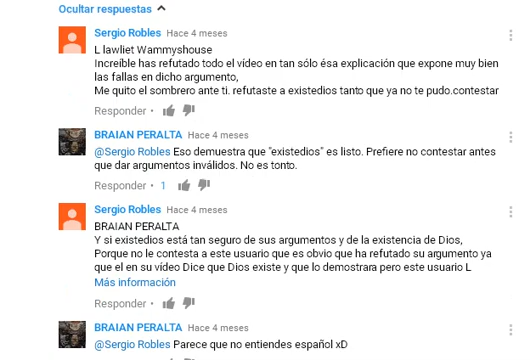 Ocultar respuestas
Sergio Robles Hace 4 meses
L lawliet Wammyshouse
Increíble has refutado todo el vídeo en tan sólo ésa explicación que expone muy bien
las fallas en dicho argumento,
Me quito el sombrero ante ti. refutaste a existedios tanto que ya no te pudo.contestar
Responder
BRAIAN PERALTA Hace 4 meses
@Sergio Robles Eso demuestra que "existedios" es listo. Prefiere no contestar antes
que dar argumentos inválidos. No es tonto.
Responder 1
Sergio Robles Hace 4 meses
BRAIAN PERALTA
Y si existedios está tan seguro de sus argumentos y de la existencia de Dios,
Porque no le contesta a este usuario que es obvio que ha refutado su argumento ya
que el en su vídeo Dice que Dios existe y que lo demostrara pero este usuario L
Más información
Responder
BRAIAN PERALTA Hace 4 meses
@Sergio Robles Parece que no entiendes español xD